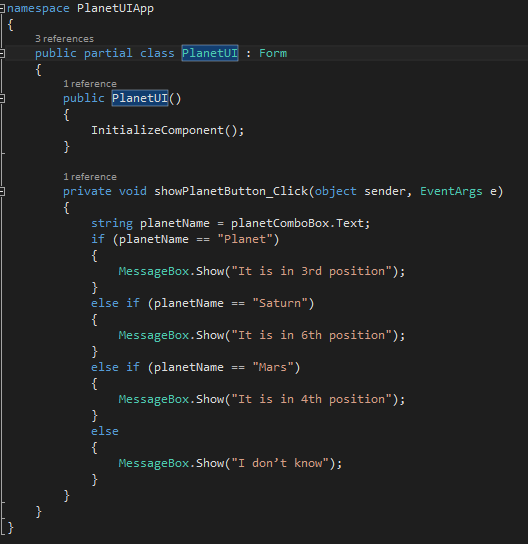 namespace PlanetUIApp
{
3 references
public partial class PlanetUI : Form
{
1 reference
public PlanetUI()
{
InitializeComponent();
}
1 reference
private void showPlanetButton_Click(object sender, EventArgs e)
{
string planetName = planetComboBox.Text;
if (planetName == "Planet")
{
MessageBox.Show("It is in 3rd position");
}
else if (planetName == "Saturn")
{
MessageBox.Show("It is in 6th position");
}
else if (planetName == "Mars")
{
MessageBox.Show("It is in 4th position");
}
else
{
MessageBox.Show("I don’t know");
}
}
}
}